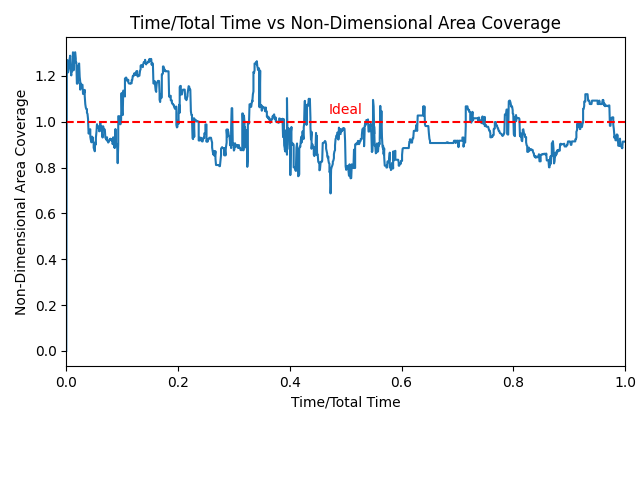 Time/Total Time vs Non-Dimensional Area Coverage
Non-Dimensional Area Coverage
1.2
1.0
0.8
0.6
0.4
0.2
0.0
Ideal
0.0 0.2 0.4 0.6 0.8 1.0
Time/Total Time